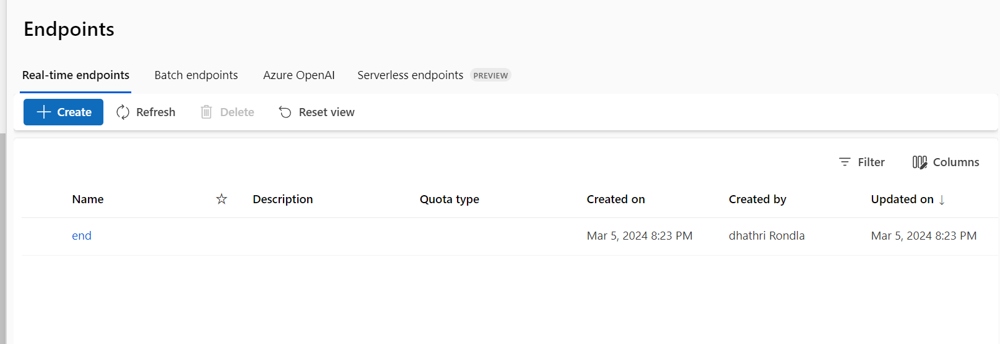 Endpoints
Real-time endpoints Batch endpoints Azure OpenAI Serverless endpoints PREVIEW
Create Refresh Delete Reset view
Filter Columns
Name Description Quota type Created on Created by Updated on ↓
end Mar 5, 2024 8:23 PM dhathri Rondla Mar 5, 2024 8:23 PM